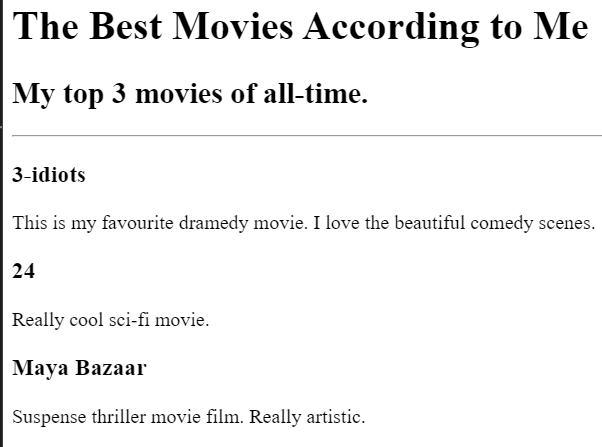 The Best Movies According to Me
My top 3 movies of all-time.
3-idiots
This is my favourite dramedy movie. I love the beautiful comedy scenes.
24
Really cool sci-fi movie.
Maya Bazaar
Suspense thriller movie film. Really artistic.